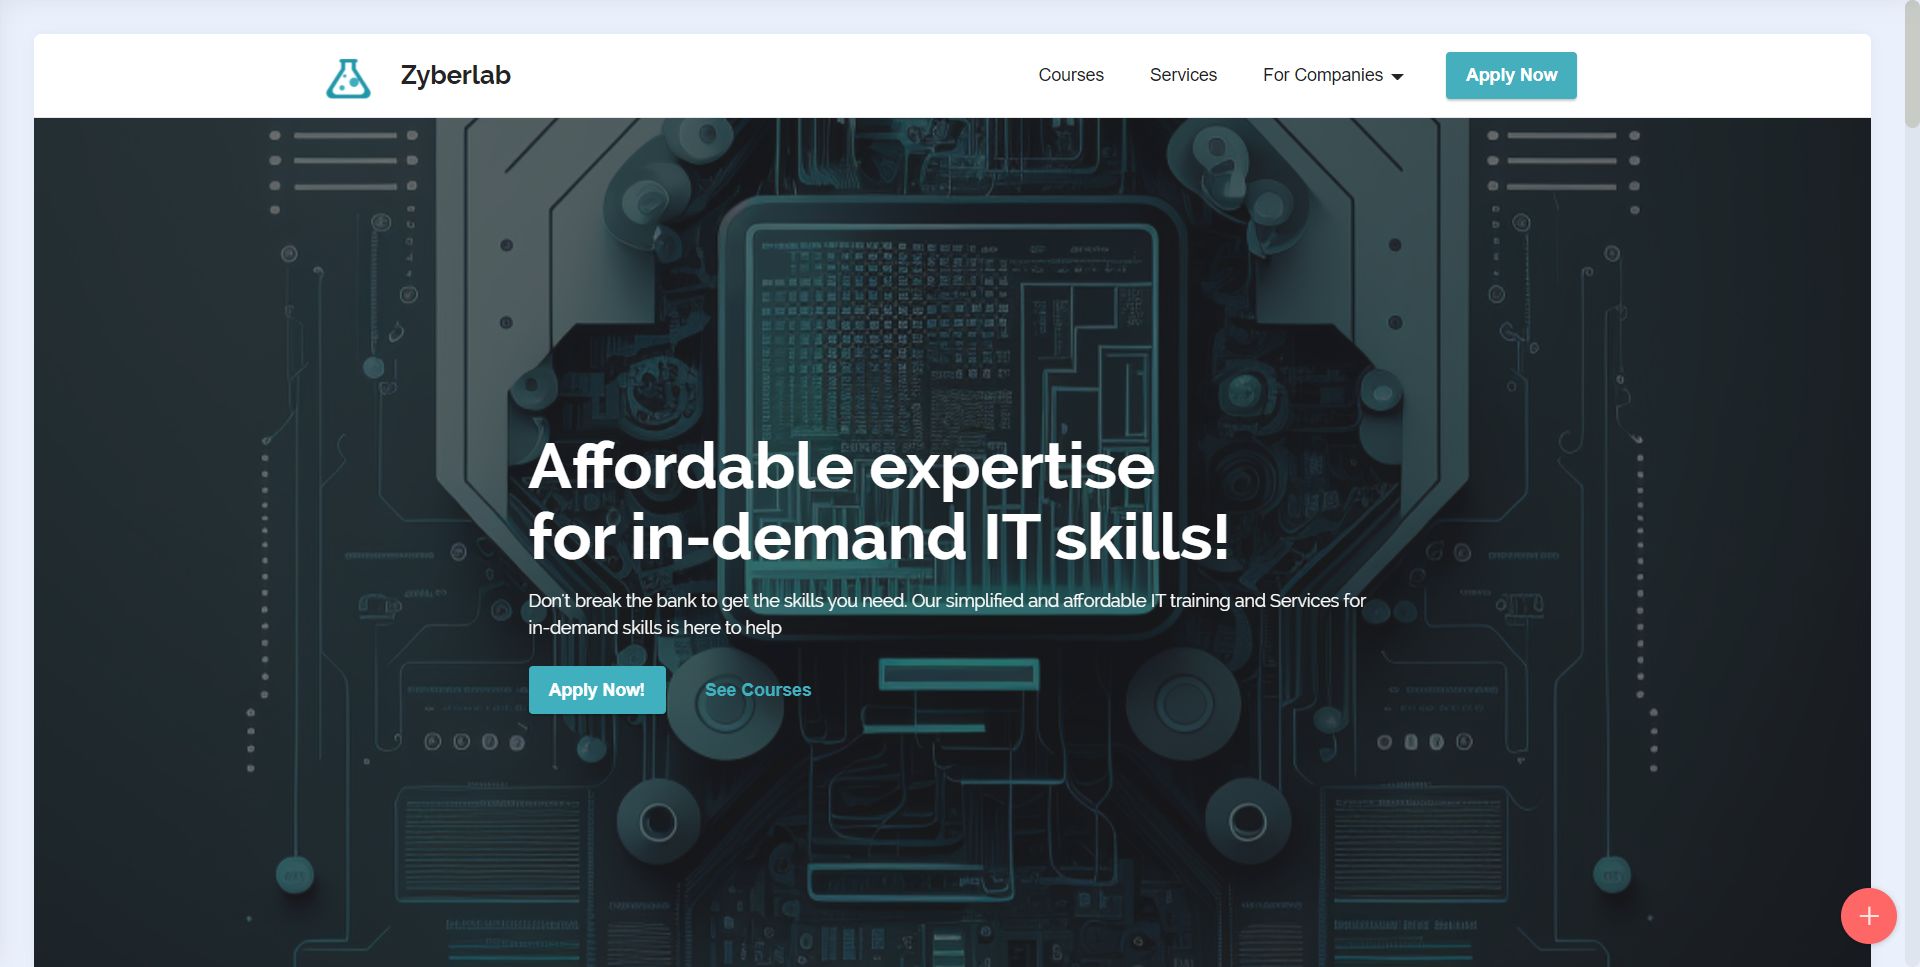 Zyberlab
Courses
Services
For Companies
Apply Now
Affordable expertise
for in-demand IT skills!
Don't break the bank to get the skills you need. Our simplified and affordable IT training and Services for
in-demand skills is here to help
Apply Now!
See Courses